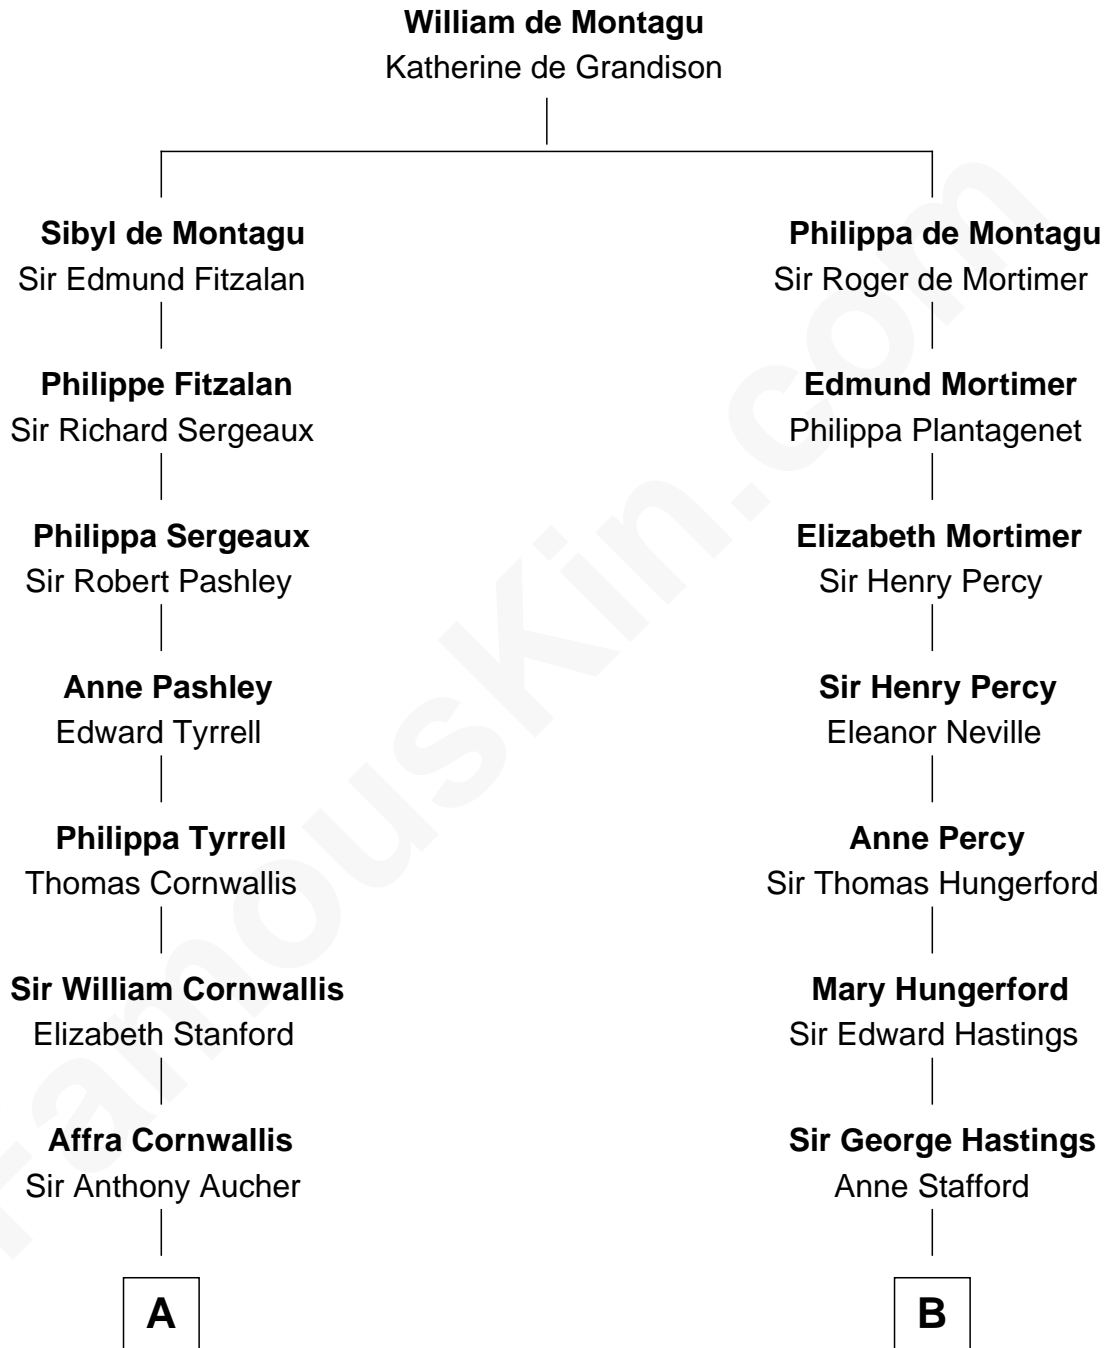 William de Montagu
Katherine de Grandison
Sibyl de Montagu
Sir Edmund Fitzalan
Philippa de Montagu
Sir Roger de Mortimer
Philippe Fitzalan
Sir Richard Sergeaux
Edmund Mortimer
Philippa Plantagenet
Philippa Sergeaux
Sir Robert Pashley
Elizabeth Mortimer
Sir Henry Percy
Anne Pashley
Edward Tyrrell
Sir Henry Percy
Eleanor Neville
Philippa Tyrrell
Thomas Cornwallis
Anne Percy
Sir Thomas Hungerford
Sir William Cornwallis
Elizabeth Stanford
Mary Hungerford
Sir Edward Hastings
Affra Cornwallis
Sir Anthony Aucher
Sir George Hastings
Anne Stafford
A
B
FamousKin.com